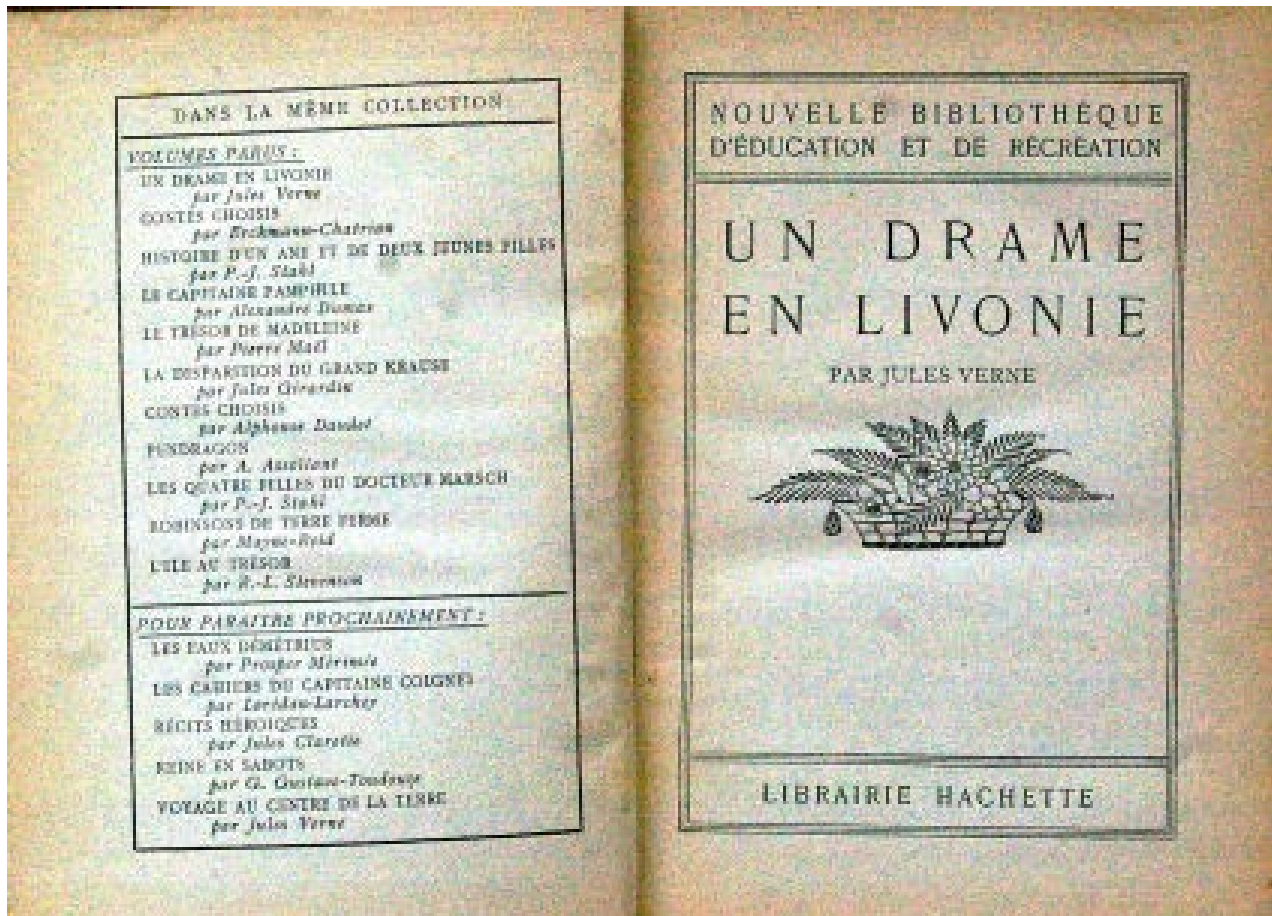 DANS LA MÊME COLLECTION
VOLUMES PARUS :
UN DRAME EN LIVONIE
par Jules Verne
CONTES CHOISIS
par Erckmann-Chatrian
HISTOIRE D'UN ANE ET DE DEUX JEUNES FILLES
par P.-J. Stahl
LE CAPITAINE PAMPHILE
par Alexandre Dumas
LE TRÉSOR DE MADELEINE
par Pierre Maël
LA DISPARITION DU GRAND KRAUSE
par Jules Girardin
CONTES CHOISIS
par Alphonse Daudet
PENDRAGON
par A. Assollant
LES QUATRE FILLES DU DOCTEUR MARSCH
par P.-J. Stahl
ROBINSONS DE TERRE FERME
par Mayne-Reid
L'ILE AU TRÉSOR
par R.-L. Stevenson
POUR PARAITRE PROCHAINEMENT :
LES FAUX DÉMÉTRIUS
par Prosper Mérimée
LES CAHIERS DU CAPITAINE COIGNET
par Lorédan-Larchey
RÉCITS HÉROIQUES
par Jules Claretie
REINE EN SABOTS
par G. Gustave-Toudouze
VOYAGE AU CENTRE DE LA TERRE
par Jules Verne
NOUVELLE BIBLIOTHÈQUE
D'ÉDUCATION ET DE RÉCRÉATION
UN DRAME
EN LIVONIE
PAR JULES VERNE
LIBRAIRIE HACHETTE